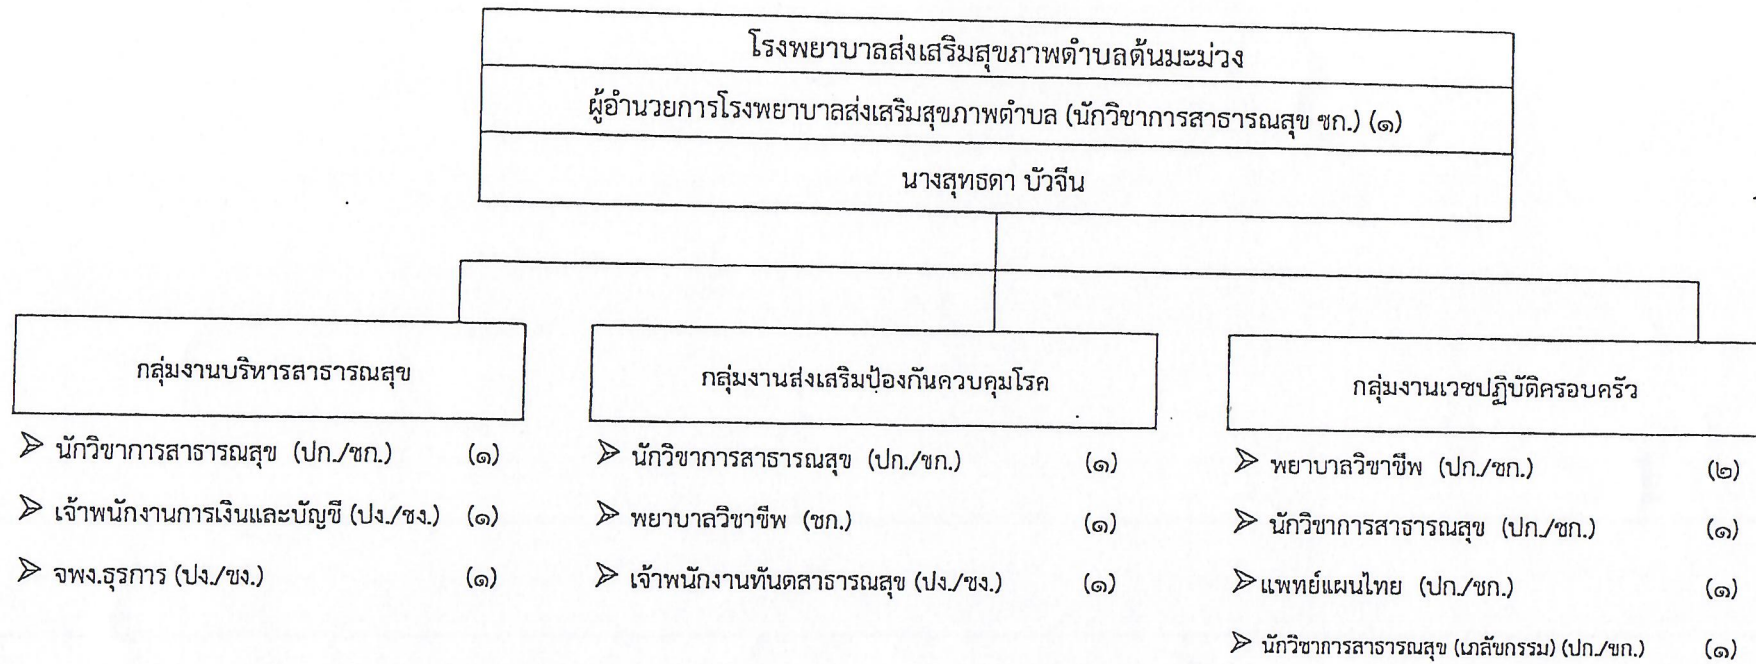 โรงพยาบาลส่งเสริมสุขภาพตำบลต้นมะม่วง
ผู้อำนวยการโรงพยาบาลส่งเสริมสุขภาพตำบล (นักวิชาการสาธารณสุข ชก.) (๑)
นางสุทธดา บัวจีน
กลุ่มงานบริหารสาธารณสุข
➢ นักวิชาการสาธารณสุข (ปก./ชก.) (๑)
➢ เจ้าพนักงานการเงินและบัญชี (ปง./ชง.) (๑)
➢ จพง.ธุรการ (ปง./ชง.) (๑)
กลุ่มงานส่งเสริมป้องกันควบคุมโรค
➢ นักวิชาการสาธารณสุข (ปก./ชก.) (๑)
➢ พยาบาลวิชาชีพ (ชก.) (๑)
➢ เจ้าพนักงานทันตสาธารณสุข (ปง./ชง.) (๑)
กลุ่มงานเวชปฏิบัติครอบครัว
➢ พยาบาลวิชาชีพ (ปก./ชก.) (๒)
➢ นักวิชาการสาธารณสุข (ปก./ชก.) (๑)
➢ แพทย์แผนไทย (ปก./ชก.) (๑)
➢ นักวิชาการสาธารณสุข (เภสัชกรรม) (ปก./ชก.) (๑)